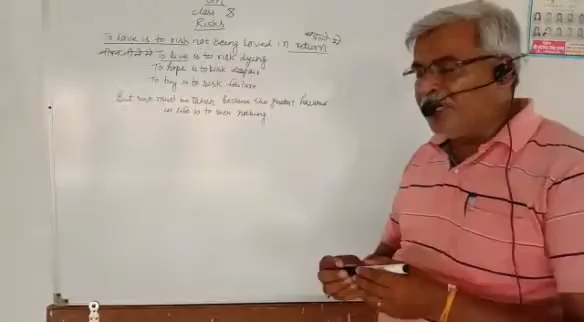 class 8
Risks
To love is to risk not being loved in return
To live is to risk dying
To hope is to risk despair
To try is to risk failure
But risk must be taken because the greatest hazard
in life is to risk nothing